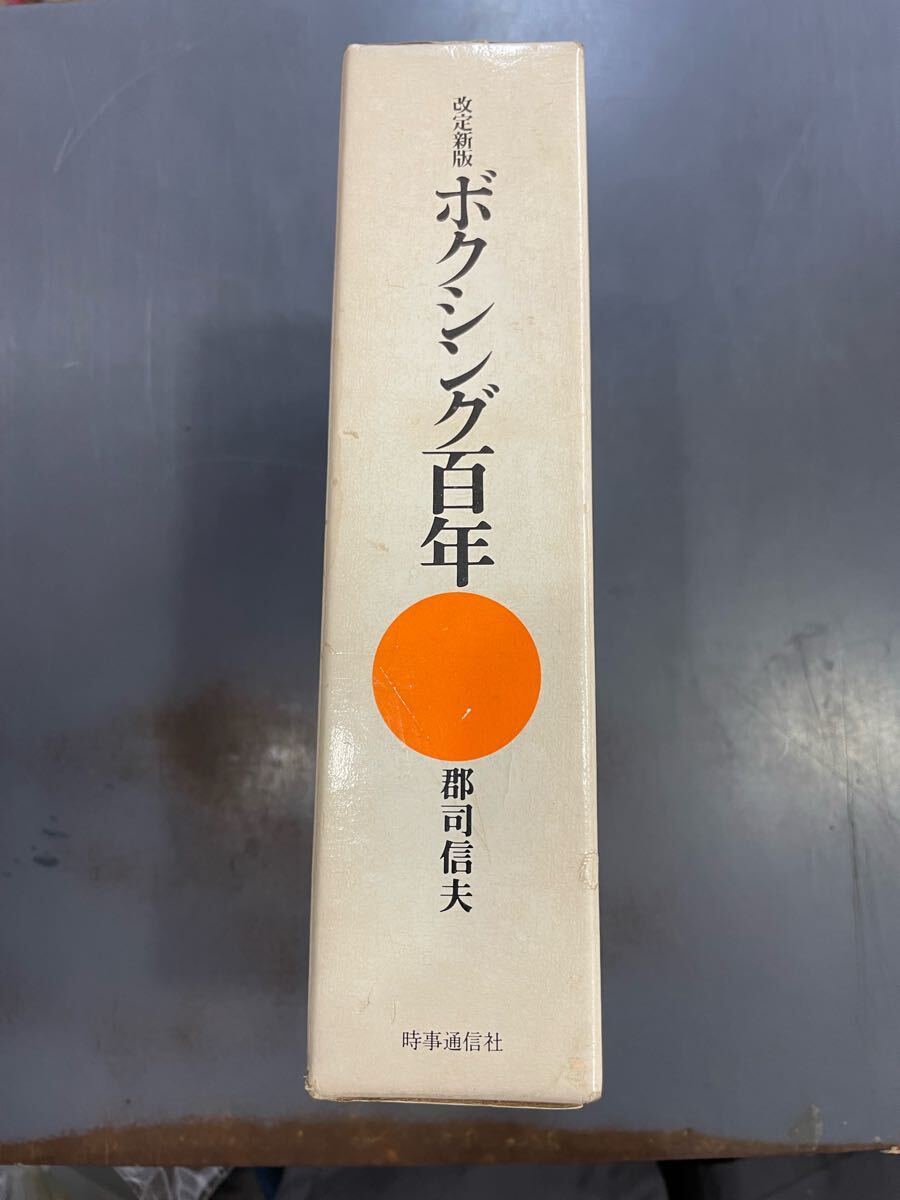 改定新版
ボクシング百年
郡司信夫
時事通信社